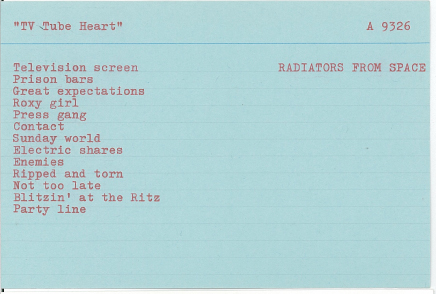 "TV Tube Heart" A 9326
Television screen RADIATORS FROM SPACE
Prison bars
Great expectations
Roxy girl
Press gang
Contact
Sunday world
Electric shares
Enemies
Ripped and torn
Not too late
Blitzin' at the Ritz
Party line